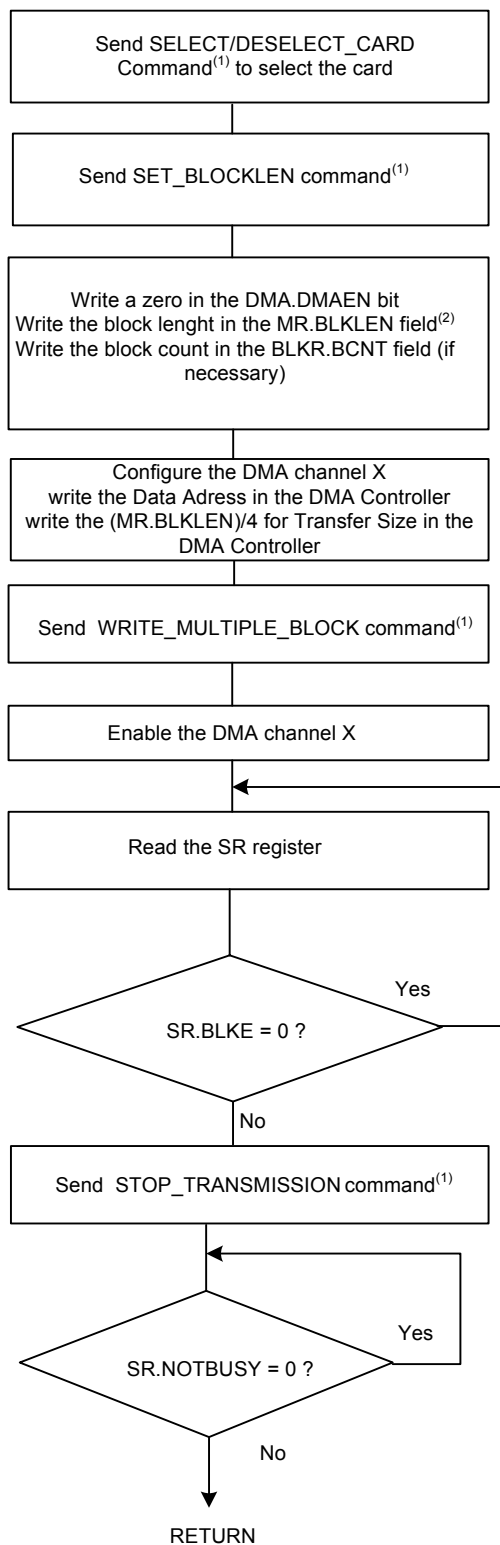 Send SELECT/DESELECT_CARD
Command(1) to select the card
Send SET_BLOCKLEN command(1)
Write a zero in the DMA.DMAEN bit
Write the block lenght in the MR.BLKLEN field(2)
Write the block count in the BLKR.BCNT field (if
necessary)
Configure the DMA channel X
write the Data Adress in the DMA Controller
write the (MR.BLKLEN)/4 for Transfer Size in the
DMA Controller
Send WRITE_MULTIPLE_BLOCK command(1)
Enable the DMA channel X
Read the SR register
Yes
SR.BLKE = 0 ?
No
Send STOP_TRANSMISSION command(1)
Yes
SR.NOTBUSY = 0 ?
No
RETURN